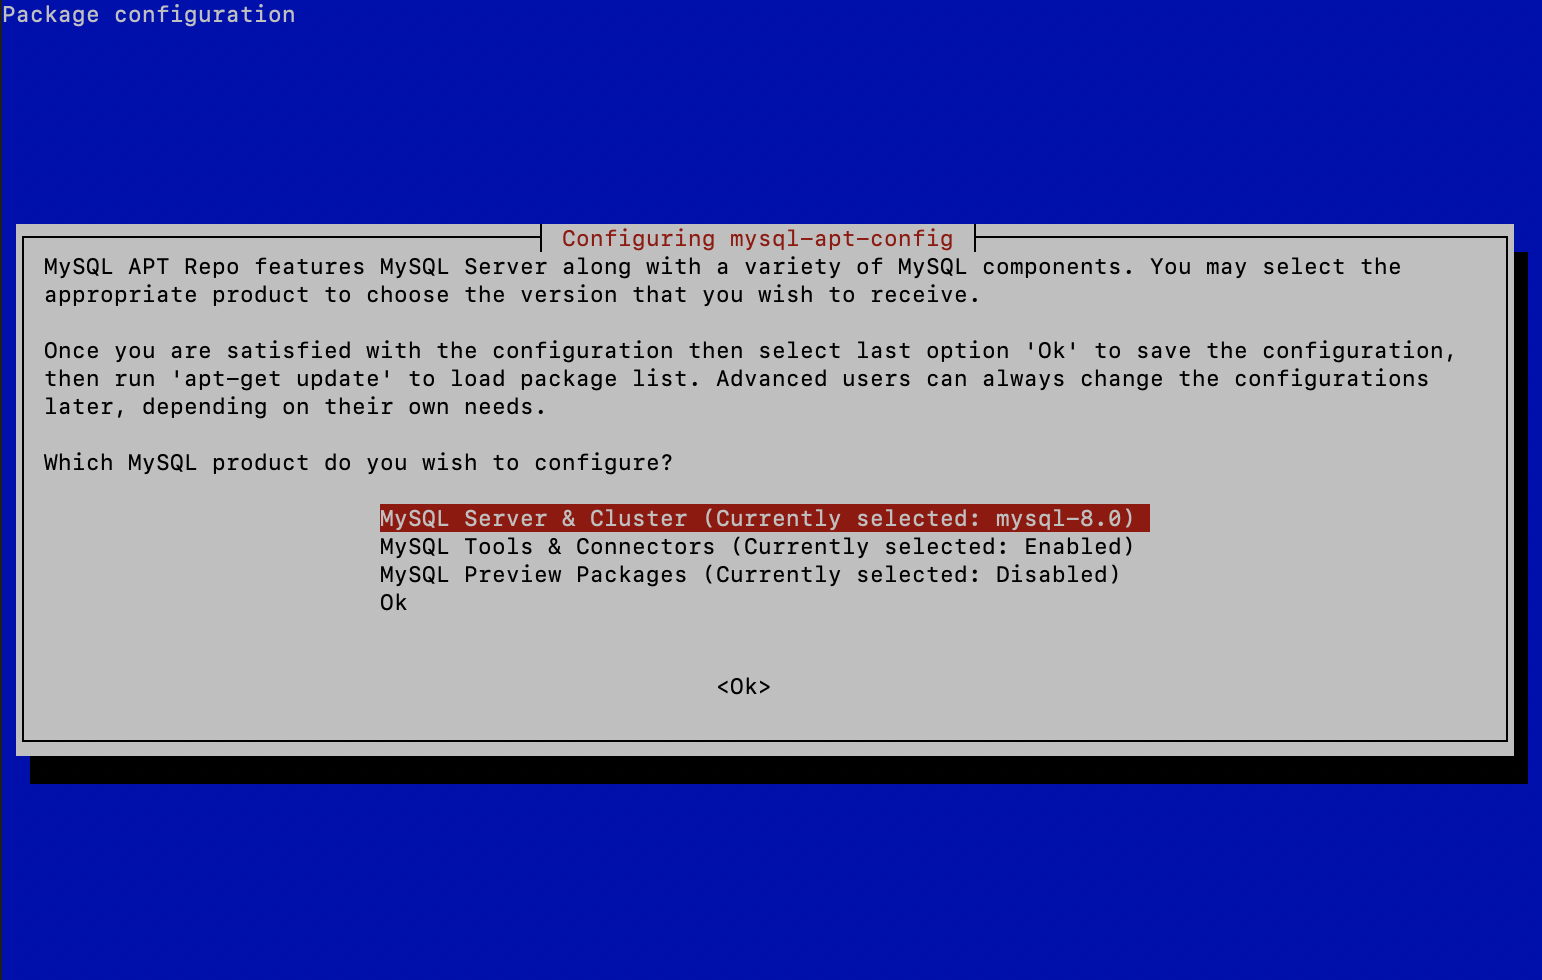 Package configuration
Configuring mysql-apt-config
MySQL APT Repo features MySQL Server along with a variety of MySQL components. You may select the
appropriate product to choose the version that you wish to receive.
Once you are satisfied with the configuration then select last option 'Ok' to save the configuration,
then run 'apt-get update' to load package list. Advanced users can always change the configurations
later, depending on their own needs.
Which MySQL product do you wish to configure?
MySQL Server & Cluster (Currently selected: mysql-8.0)
MySQL Tools & Connectors (Currently selected: Enabled)
MySQL Preview Packages (Currently selected: Disabled)
Ok
<Ok>